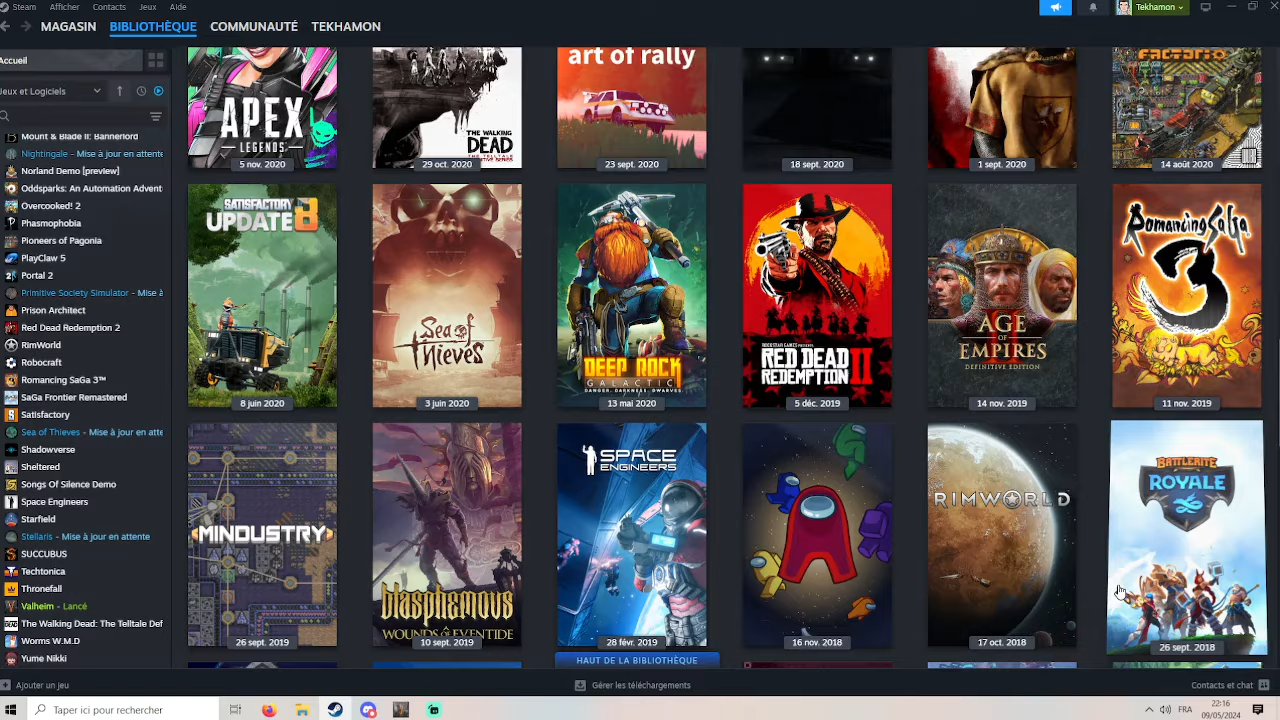 Steam Afficher Contacts Jeux Aide
Tekhamon
MAGASIN BIBLIOTHÈQUE COMMUNAUTÉ TEKHAMON
eux et Logiciels
Mount & Blade II: Bannerlord
Nightingale - Mise à jour en attente
Oddsparks: An Automation Advent
Overcooked! 2
Phasmophobia
Pioneers of Pagonia
PlayClaw 5
Portal 2
Primitive Society Simulator - Mise à
Prison Architect
Red Dead Redemption 2
RimWorld
Robocraft
Romancing SaGa 3™
SaGa Frontier Remastered
Satisfactory
Sea of Thieves - Mise à jour en atte
Songs of Silence Demo
Space Engineers
Starfield
Stellaris - Mise à jour en attente
SUCCUBUS
Techtonica
Thronefall
Valheim - Lancé
The Walking Dead: The Telltale Def
Worms W.M.D
Yume Nikki
APEX
LEGENDS
5 nov. 2020
THE WALKING
DEAD
29 oct. 2020
art of rally
23 sept. 2020
18 sept. 2020
1 sept. 2020
FACTORIO
14 août 2020
SATISFACTORY
UPDATE 8
8 juin 2020
Sea of
Thieves
3 juin 2020
DEEP ROCK
GALACTIC
DANGER. DARKNESS. DWARVES.
13 mai 2020
ROCKSTAR GAMES PRESENTS
RED DEAD
REDEMPTION II
5 déc. 2019
AGE
OF
EMPIRES
DEFINITIVE EDITION
14 nov. 2019
Romancing SaGa
3
11 nov. 2019
MINDUSTRY
26 sept. 2019
blasphemous
WOUNDS OF EVENTIDE
10 sept. 2019
SPACE
ENGINEERS
28 févr. 2019
16 nov. 2018
RIMWORLD
17 oct. 2018
BATTLERITE
ROYALE
26 sept. 2018
HAUT DE LA BIBLIOTHÈQUE
Ajouter un jeu
Gérer les téléchargements
Contacts et chat
Taper ici pour rechercher
FRA
22:16
09/05/2024